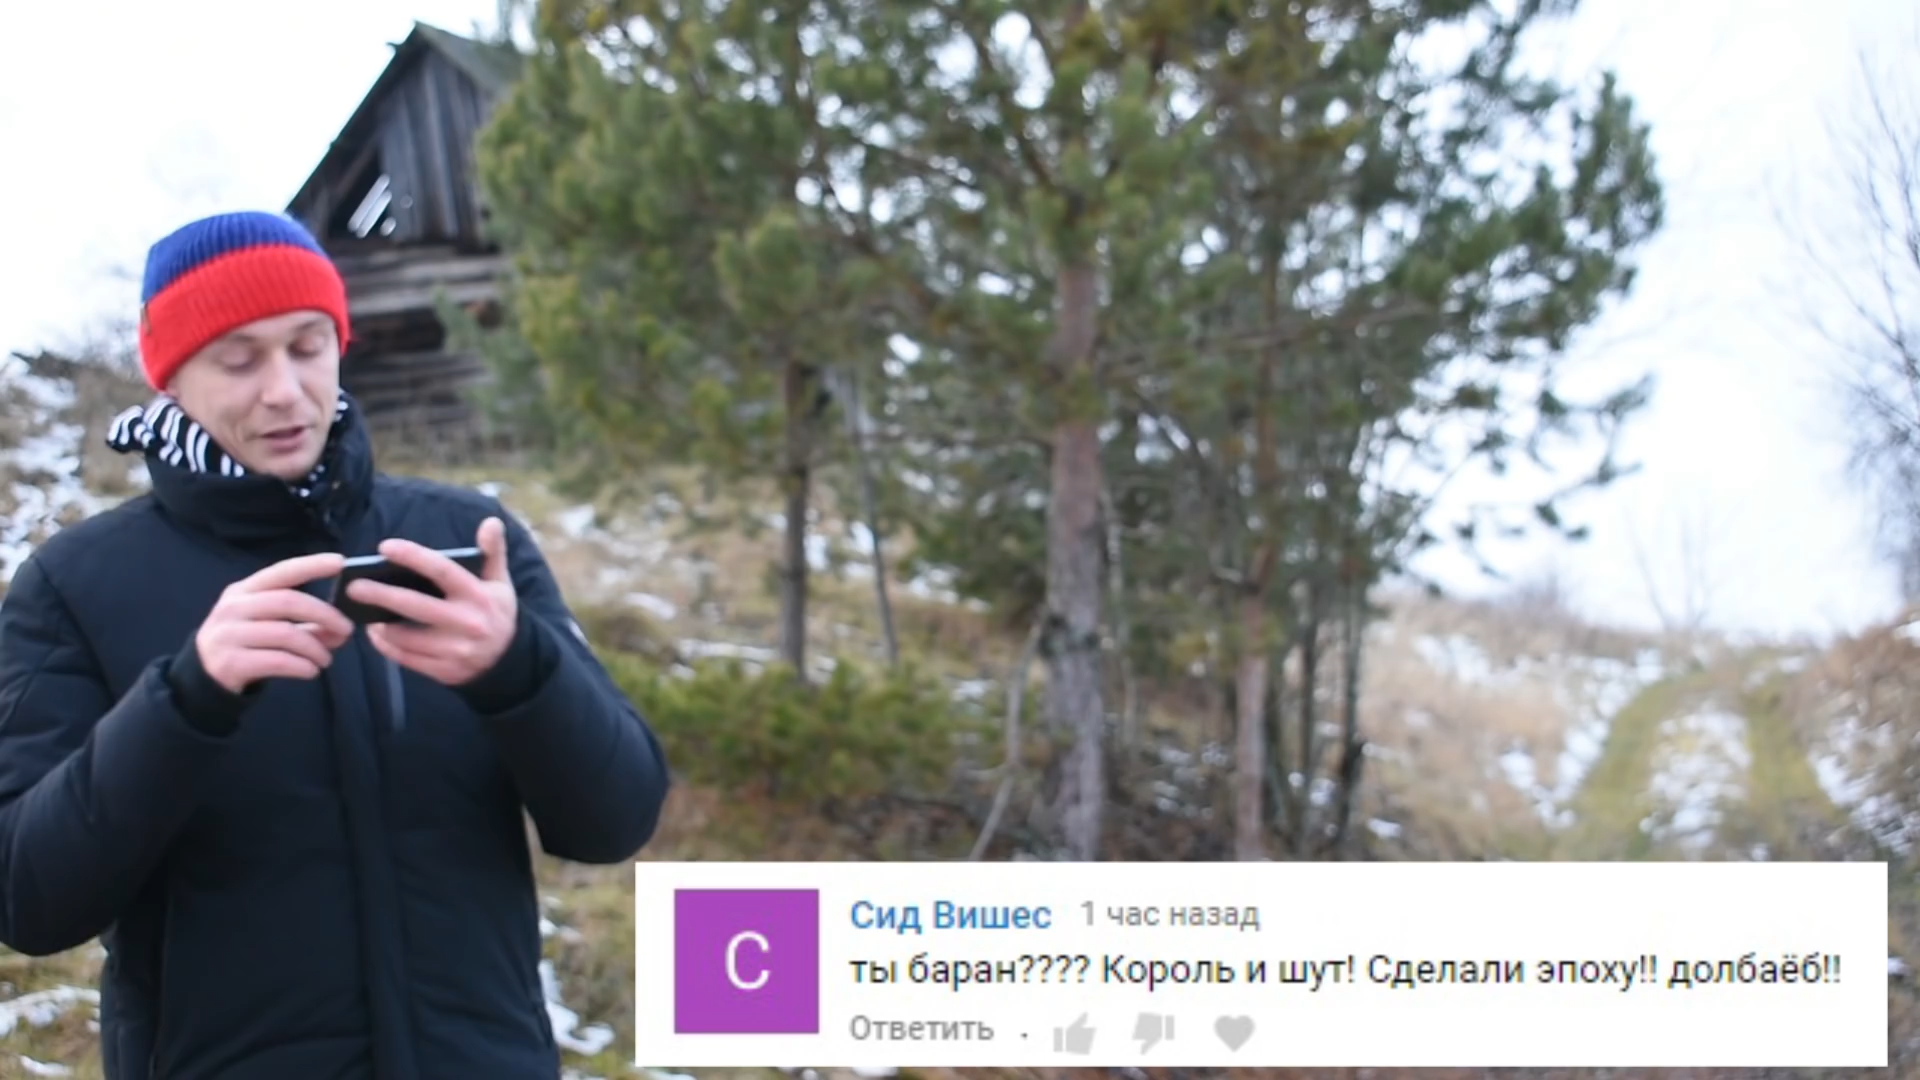 С
Сид Вишес 1 час назад
ты баран???? Король и шут! Сделали эпоху!! долбаёб!!
Ответить .